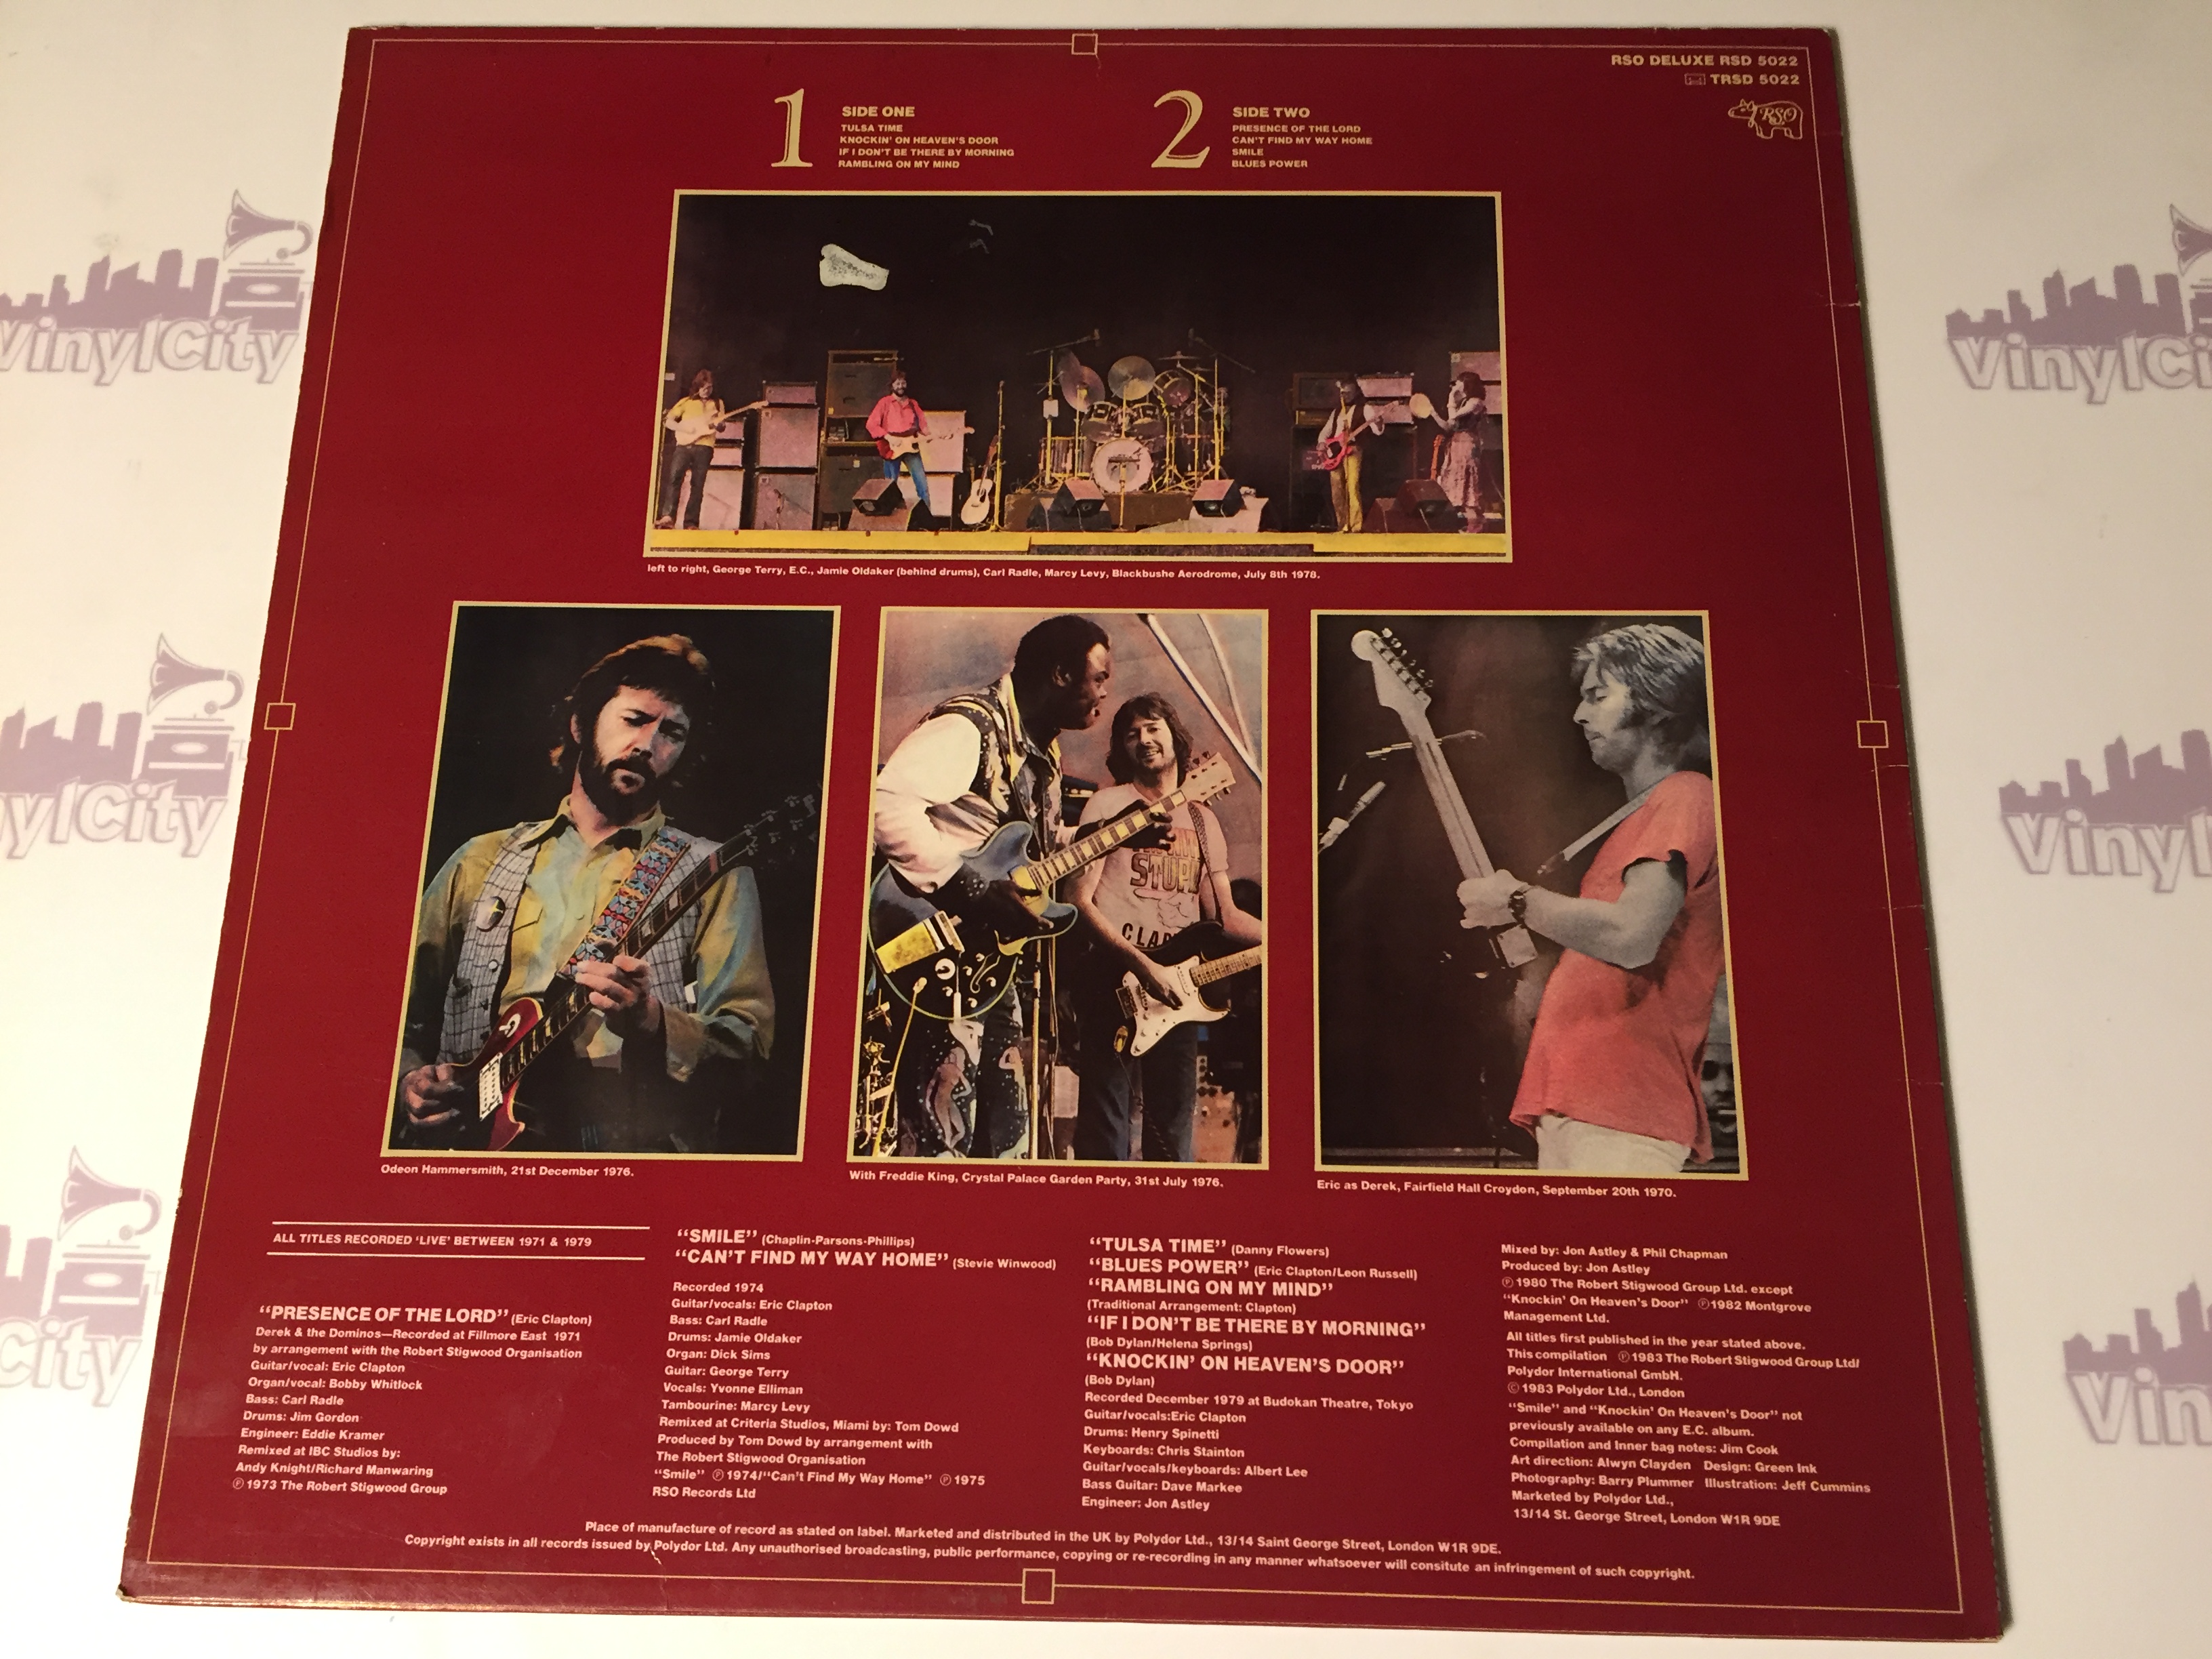 RSO DELUXE RSD 5022
TRSD 5022
RSO
1
SIDE ONE
TULSA TIME
KNOCKIN' ON HEAVEN'S DOOR
IF I DON'T BE THERE BY MORNING
RAMBLING ON MY MIND
2
SIDE TWO
PRESENCE OF THE LORD
CAN'T FIND MY WAY HOME
SMILE
BLUES POWER
left to right, George Terry, E.C., Jamie Oldaker (behind drums), Carl Radle, Marcy Levy, Blackbushe Aerodrome, July 8th 1978.
Odeon Hammersmith, 21st December 1976.
With Freddie King, Crystal Palace Garden Party, 31st July 1976.
Eric as Derek, Fairfield Hall Croydon, September 20th 1970.
ALL TITLES RECORDED 'LIVE' BETWEEN 1971 & 1979
"PRESENCE OF THE LORD" (Eric Clapton)
Derek & the Dominos—Recorded at Fillmore East 1971
by arrangement with the Robert Stigwood Organisation
Guitar/vocal: Eric Clapton
Organ/vocal: Bobby Whitlock
Bass: Carl Radle
Drums: Jim Gordon
Engineer: Eddie Kramer
Remixed at IBC Studios by:
Andy Knight/Richard Manwaring
℗ 1973 The Robert Stigwood Group
"SMILE" (Chaplin-Parsons-Phillips)
"CAN'T FIND MY WAY HOME" (Stevie Winwood)
Recorded 1974
Guitar/vocals: Eric Clapton
Bass: Carl Radle
Drums: Jamie Oldaker
Organ: Dick Sims
Guitar: George Terry
Vocals: Yvonne Elliman
Tambourine: Marcy Levy
Remixed at Criteria Studios, Miami by: Tom Dowd
Produced by Tom Dowd by arrangement with
The Robert Stigwood Organisation
"Smile" ℗ 1974/"Can't Find My Way Home" ℗ 1975
RSO Records Ltd
"TULSA TIME" (Danny Flowers)
"BLUES POWER" (Eric Clapton/Leon Russell)
"RAMBLING ON MY MIND"
(Traditional Arrangement: Clapton)
"IF I DON'T BE THERE BY MORNING"
(Bob Dylan/Helena Springs)
"KNOCKIN' ON HEAVEN'S DOOR"
(Bob Dylan)
Recorded December 1979 at Budokan Theatre, Tokyo
Guitar/vocals:Eric Clapton
Drums: Henry Spinetti
Keyboards: Chris Stainton
Guitar/vocals/keyboards: Albert Lee
Bass Guitar: Dave Markee
Engineer: Jon Astley
Mixed by: Jon Astley & Phil Chapman
Produced by: Jon Astley
℗ 1980 The Robert Stigwood Group Ltd. except
"Knockin' On Heaven's Door" ℗ 1982 Montgrove
Management Ltd.
All titles first published in the year stated above.
This compilation ℗ 1983 The Robert Stigwood Group Ltd/
Polydor International GmbH.
© 1983 Polydor Ltd., London
"Smile" and "Knockin' On Heaven's Door" not
previously available on any E.C. album.
Compilation and Inner bag notes: Jim Cook
Art direction: Alwyn Clayden Design: Green Ink
Photography: Barry Plummer Illustration: Jeff Cummins
Marketed by Polydor Ltd.,
13/14 St. George Street, London W1R 9DE
Place of manufacture of record as stated on label. Marketed and distributed in the UK by Polydor Ltd., 13/14 Saint George Street, London W1R 9DE.
Copyright exists in all records issued by Polydor Ltd. Any unauthorised broadcasting, public performance, copying or re-recording in any manner whatsoever will consitute an infringement of such copyright.
VinylCity
VinylCi
nylCity
Vinyl
City
Vin
STUPI
CLAP